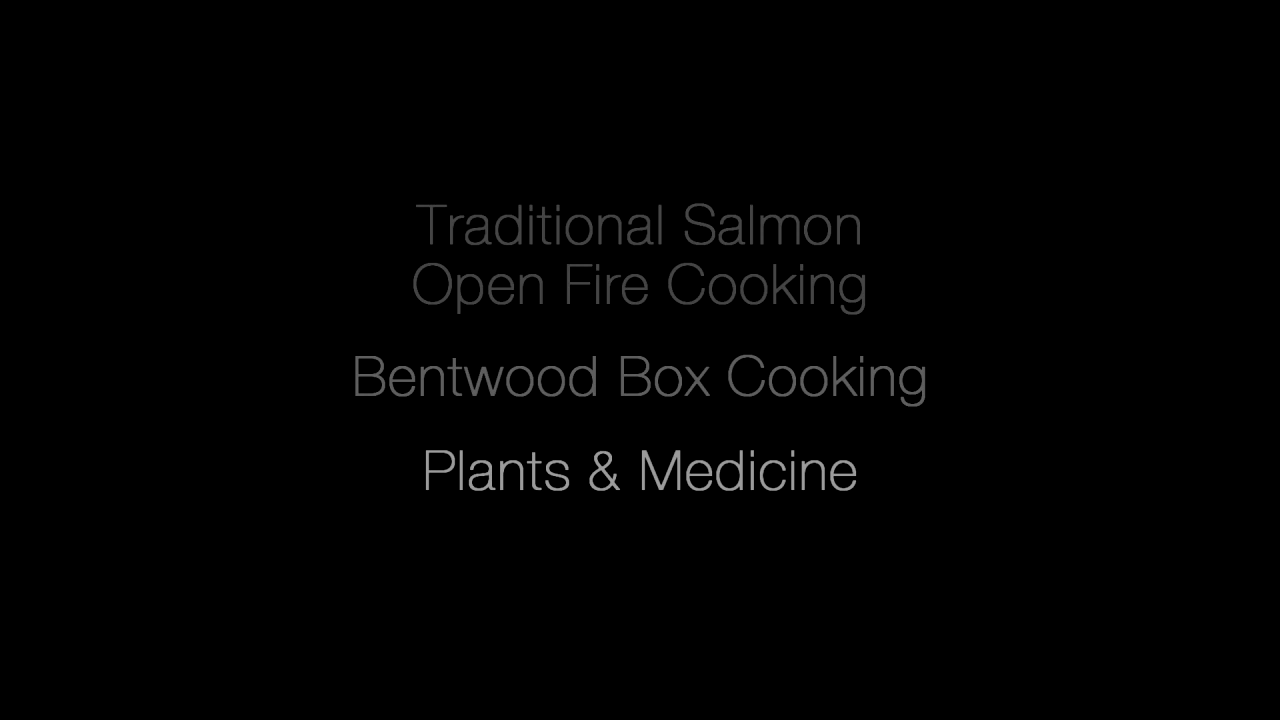 Traditional Salmon
Open Fire Cooking
Bentwood Box Cooking
Plants & Medicine